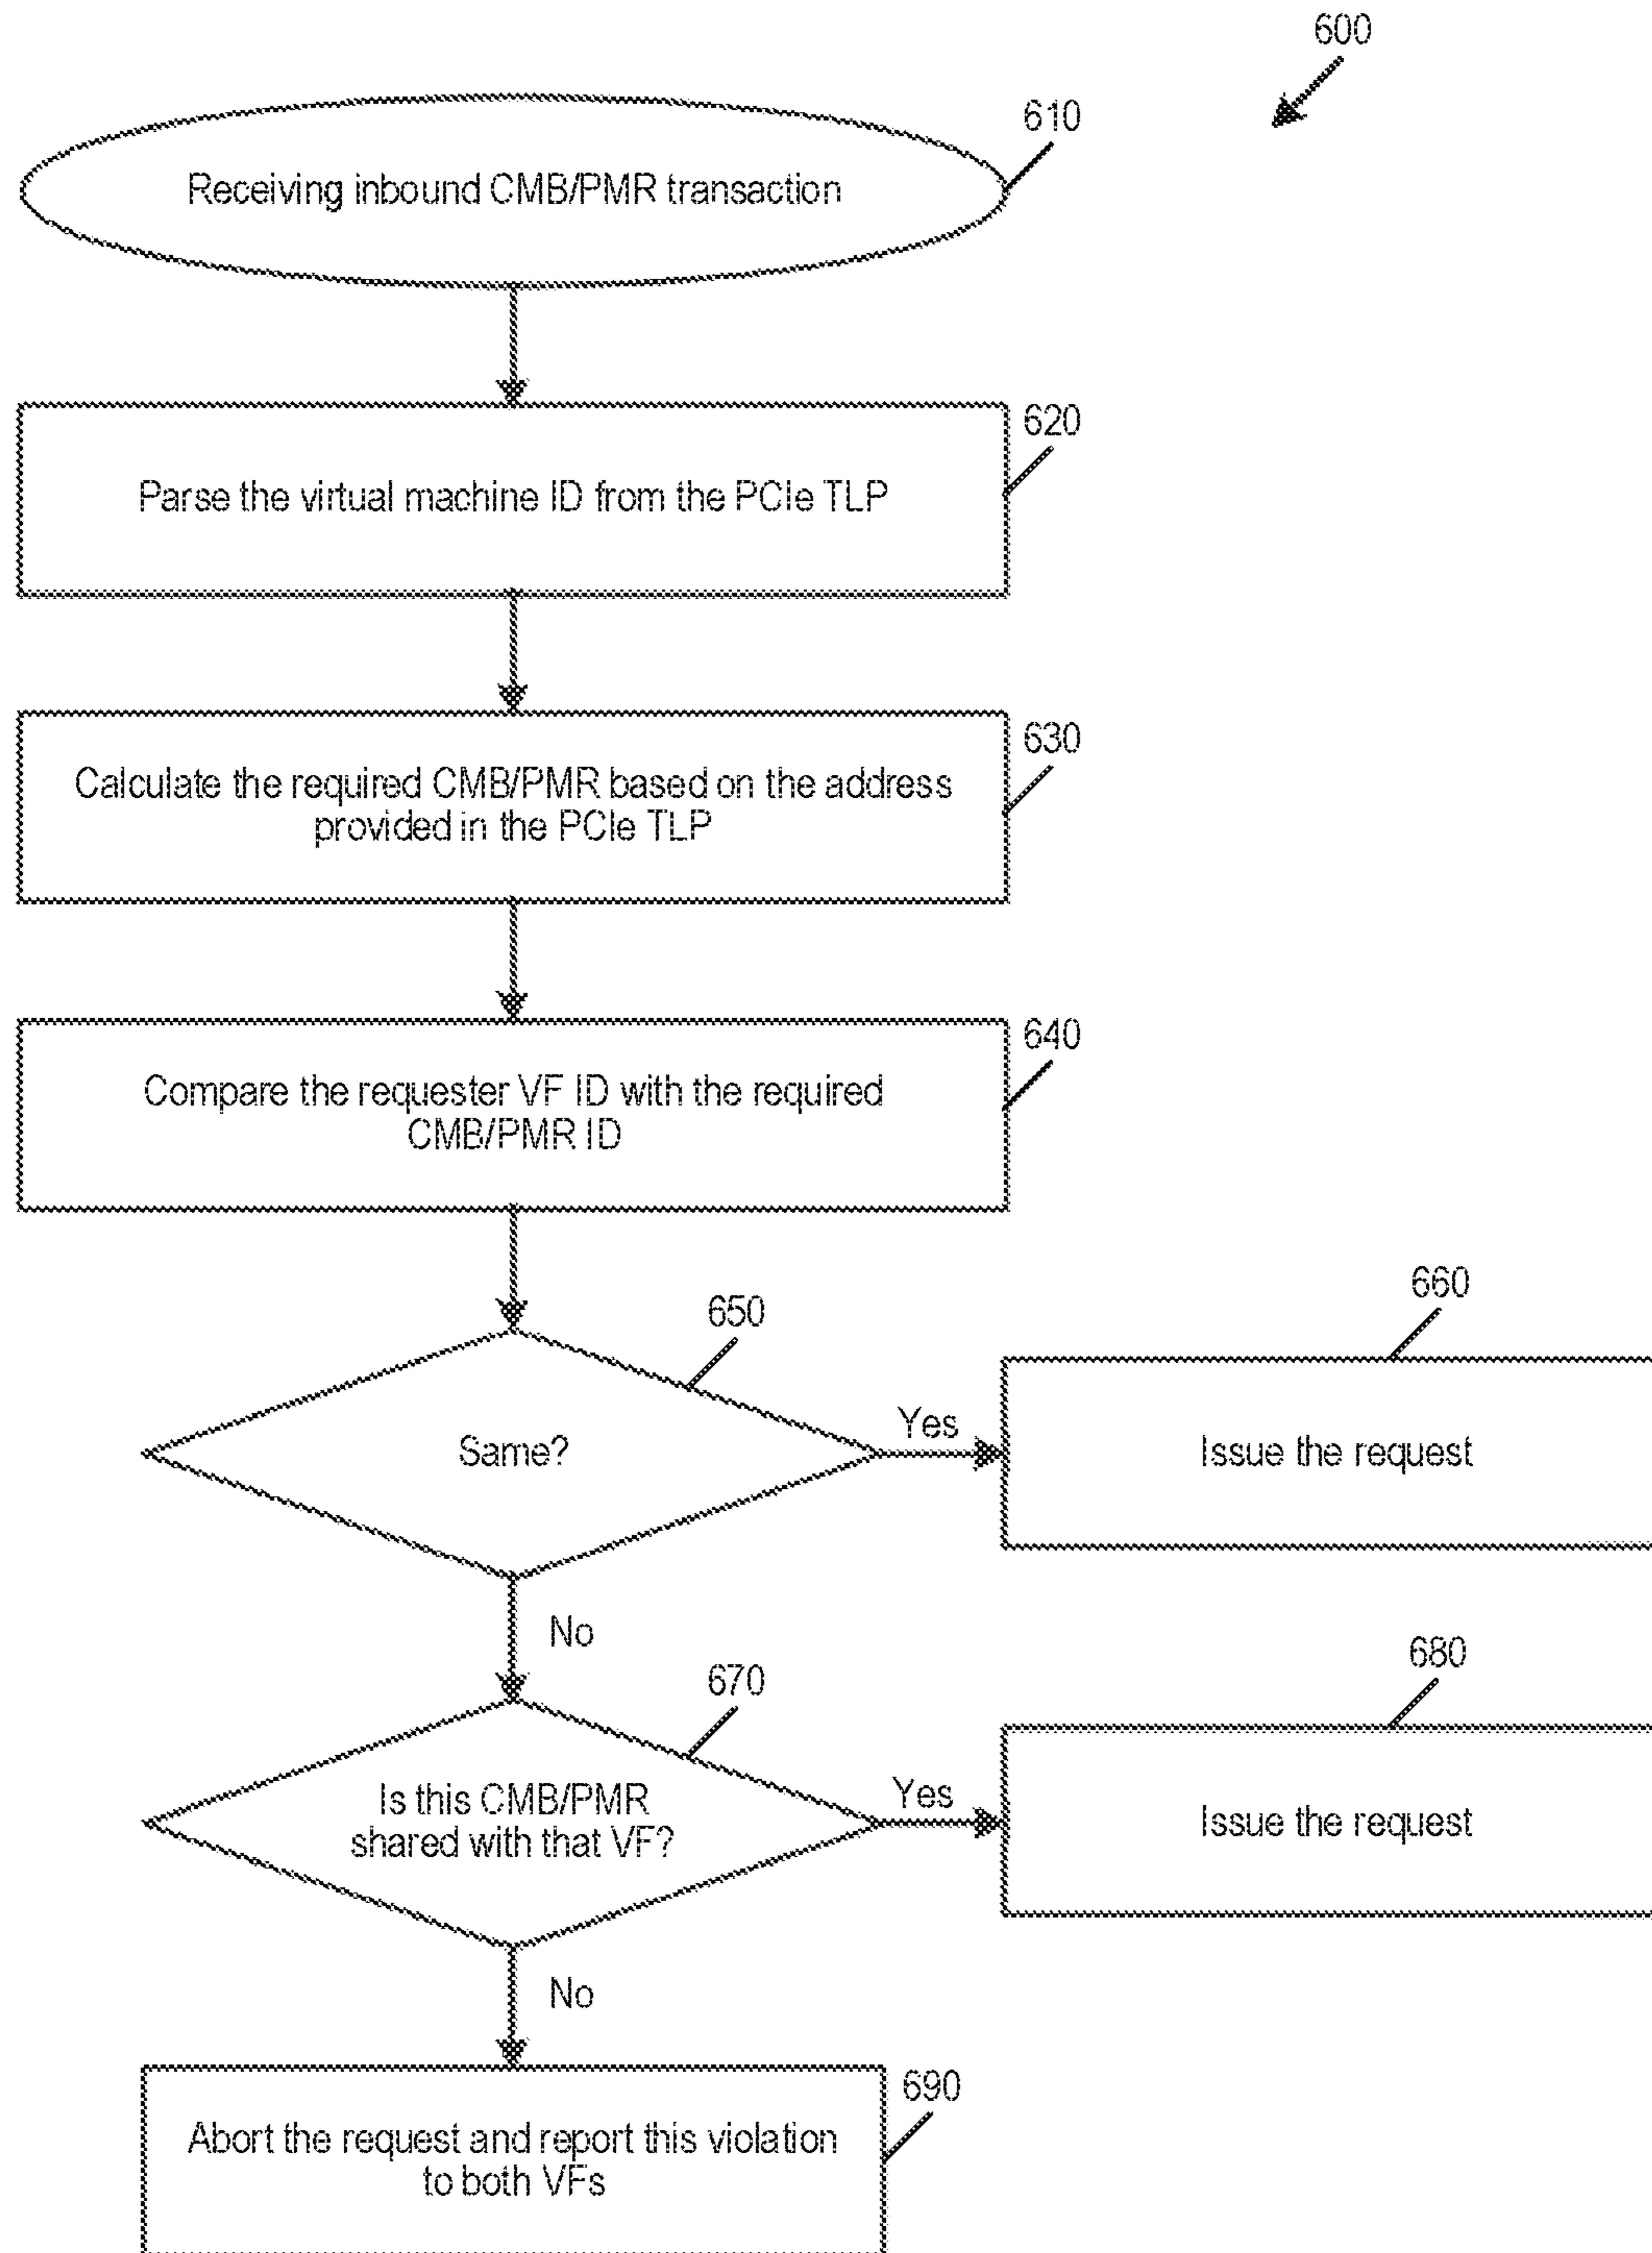 600
610
Receiving inbound CMB/PMR transaction
620
Parse the virtual machine ID from the PCIe TLP
630
Calculate the required CMB/PMR based on the address
provided in the PCIe TLP
640
Compare the requester VF ID with the required
CMB/PMR ID
650
Same?
Yes
660
Issue the request
No
670
Is this CMB/PMR
shared with that VF?
Yes
680
Issue the request
No
690
Abort the request and report this violation
to both VFs